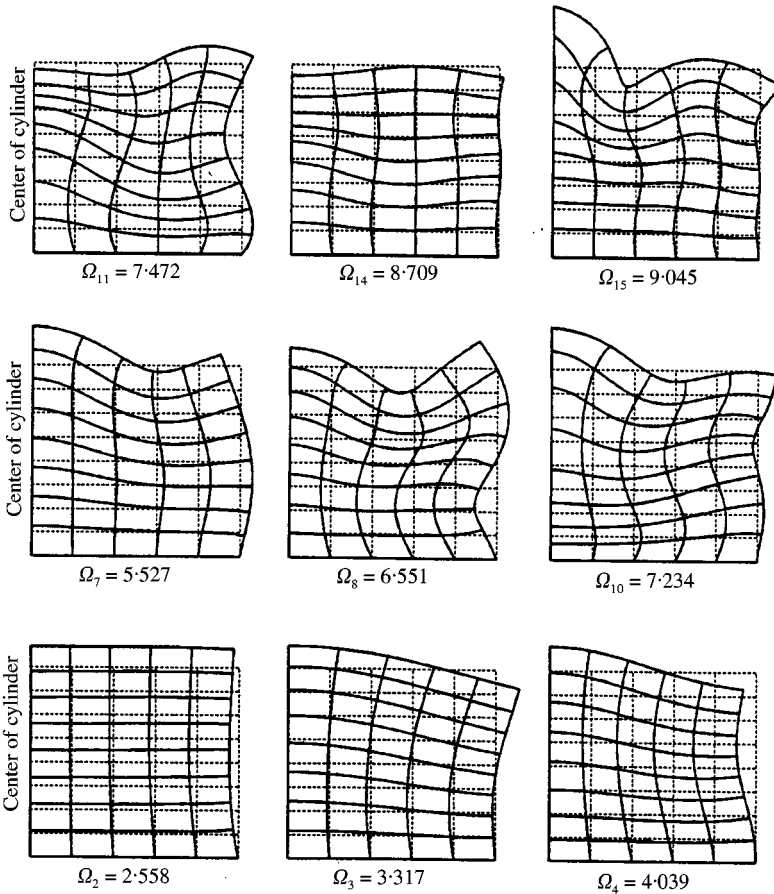 Center of cylinder
Ω₁₁ = 7·472
Ω₁₄ = 8·709
Ω₁₅ = 9·045
Center of cylinder
Ω₇ = 5·527
Ω₈ = 6·551
Ω₁₀ = 7·234
Center of cylinder
Ω₂ = 2·558
Ω₃ = 3·317
Ω₄ = 4·039